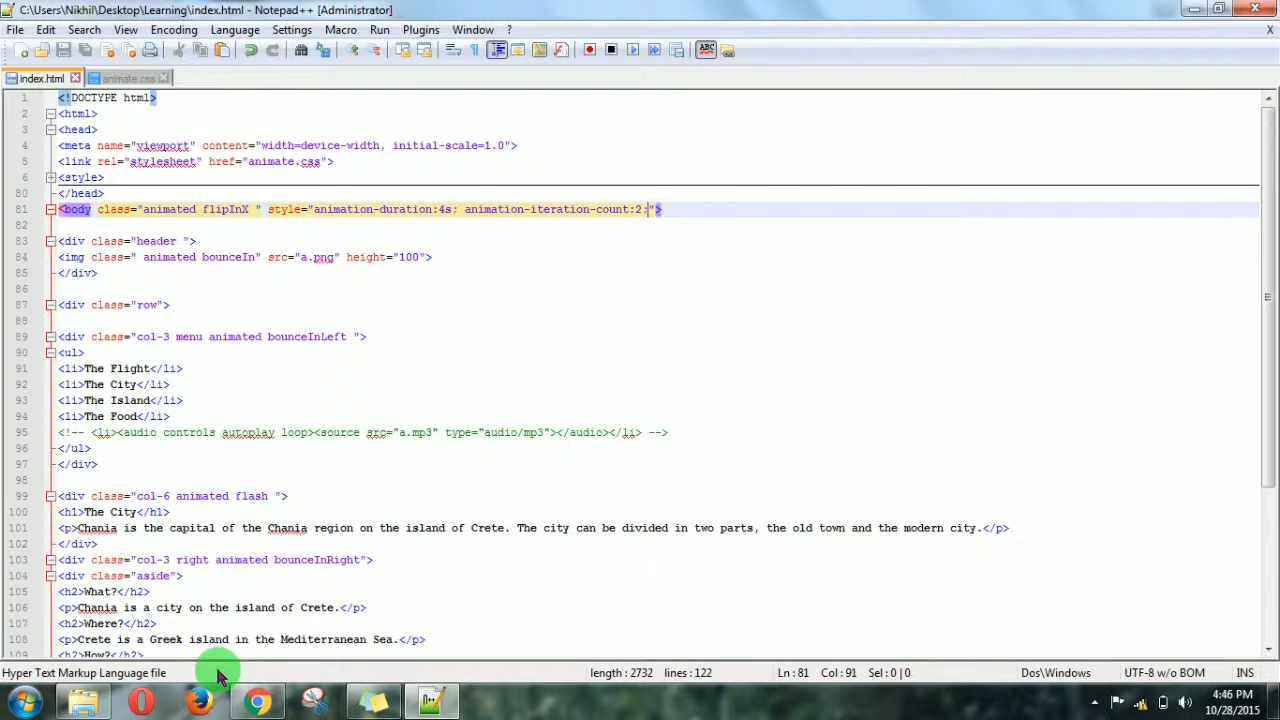 C:\Users\Nikhil\Desktop\Learning\index.html - Notepad++ [Administrator]
File Edit Search View Encoding Language Settings Macro Run Plugins Window ? X
ABC
index.html animate.css
1 <!DOCTYPE html>
2 <html>
3 <head>
4 <meta name="viewport" content="width=device-width, initial-scale=1.0">
5 <link rel="stylesheet" href="animate.css">
6 <style>
80 </head>
81 <body class="animated flipInX " style="animation-duration:4s; animation-iteration-count:2;">
82
83 <div class="header ">
84 <img class=" animated bounceIn" src="a.png" height="100">
85 </div>
86
87 <div class="row">
88
89 <div class="col-3 menu animated bounceInLeft ">
90 <ul>
91 <li>The Flight</li>
92 <li>The City</li>
93 <li>The Island</li>
94 <li>The Food</li>
95 <!-- <li><audio controls autoplay loop><source src="a.mp3" type="audio/mp3"></audio></li> -->
96 </ul>
97 </div>
98
99 <div class="col-6 animated flash ">
100 <h1>The City</h1>
101 <p>Chania is the capital of the Chania region on the island of Crete. The city can be divided in two parts, the old town and the modern city.</p>
102 </div>
103 <div class="col-3 right animated bounceInRight">
104 <div class="aside">
105 <h2>What?</h2>
106 <p>Chania is a city on the island of Crete.</p>
107 <h2>Where?</h2>
108 <p>Crete is a Greek island in the Mediterranean Sea.</p>
109 <h2>How?</h2>
Hyper Text Markup Language file length : 2732 lines : 122 Ln : 81 Col : 91 Sel : 0 | 0 Dos\Windows UTF-8 w/o BOM INS
4:46 PM
10/28/2015